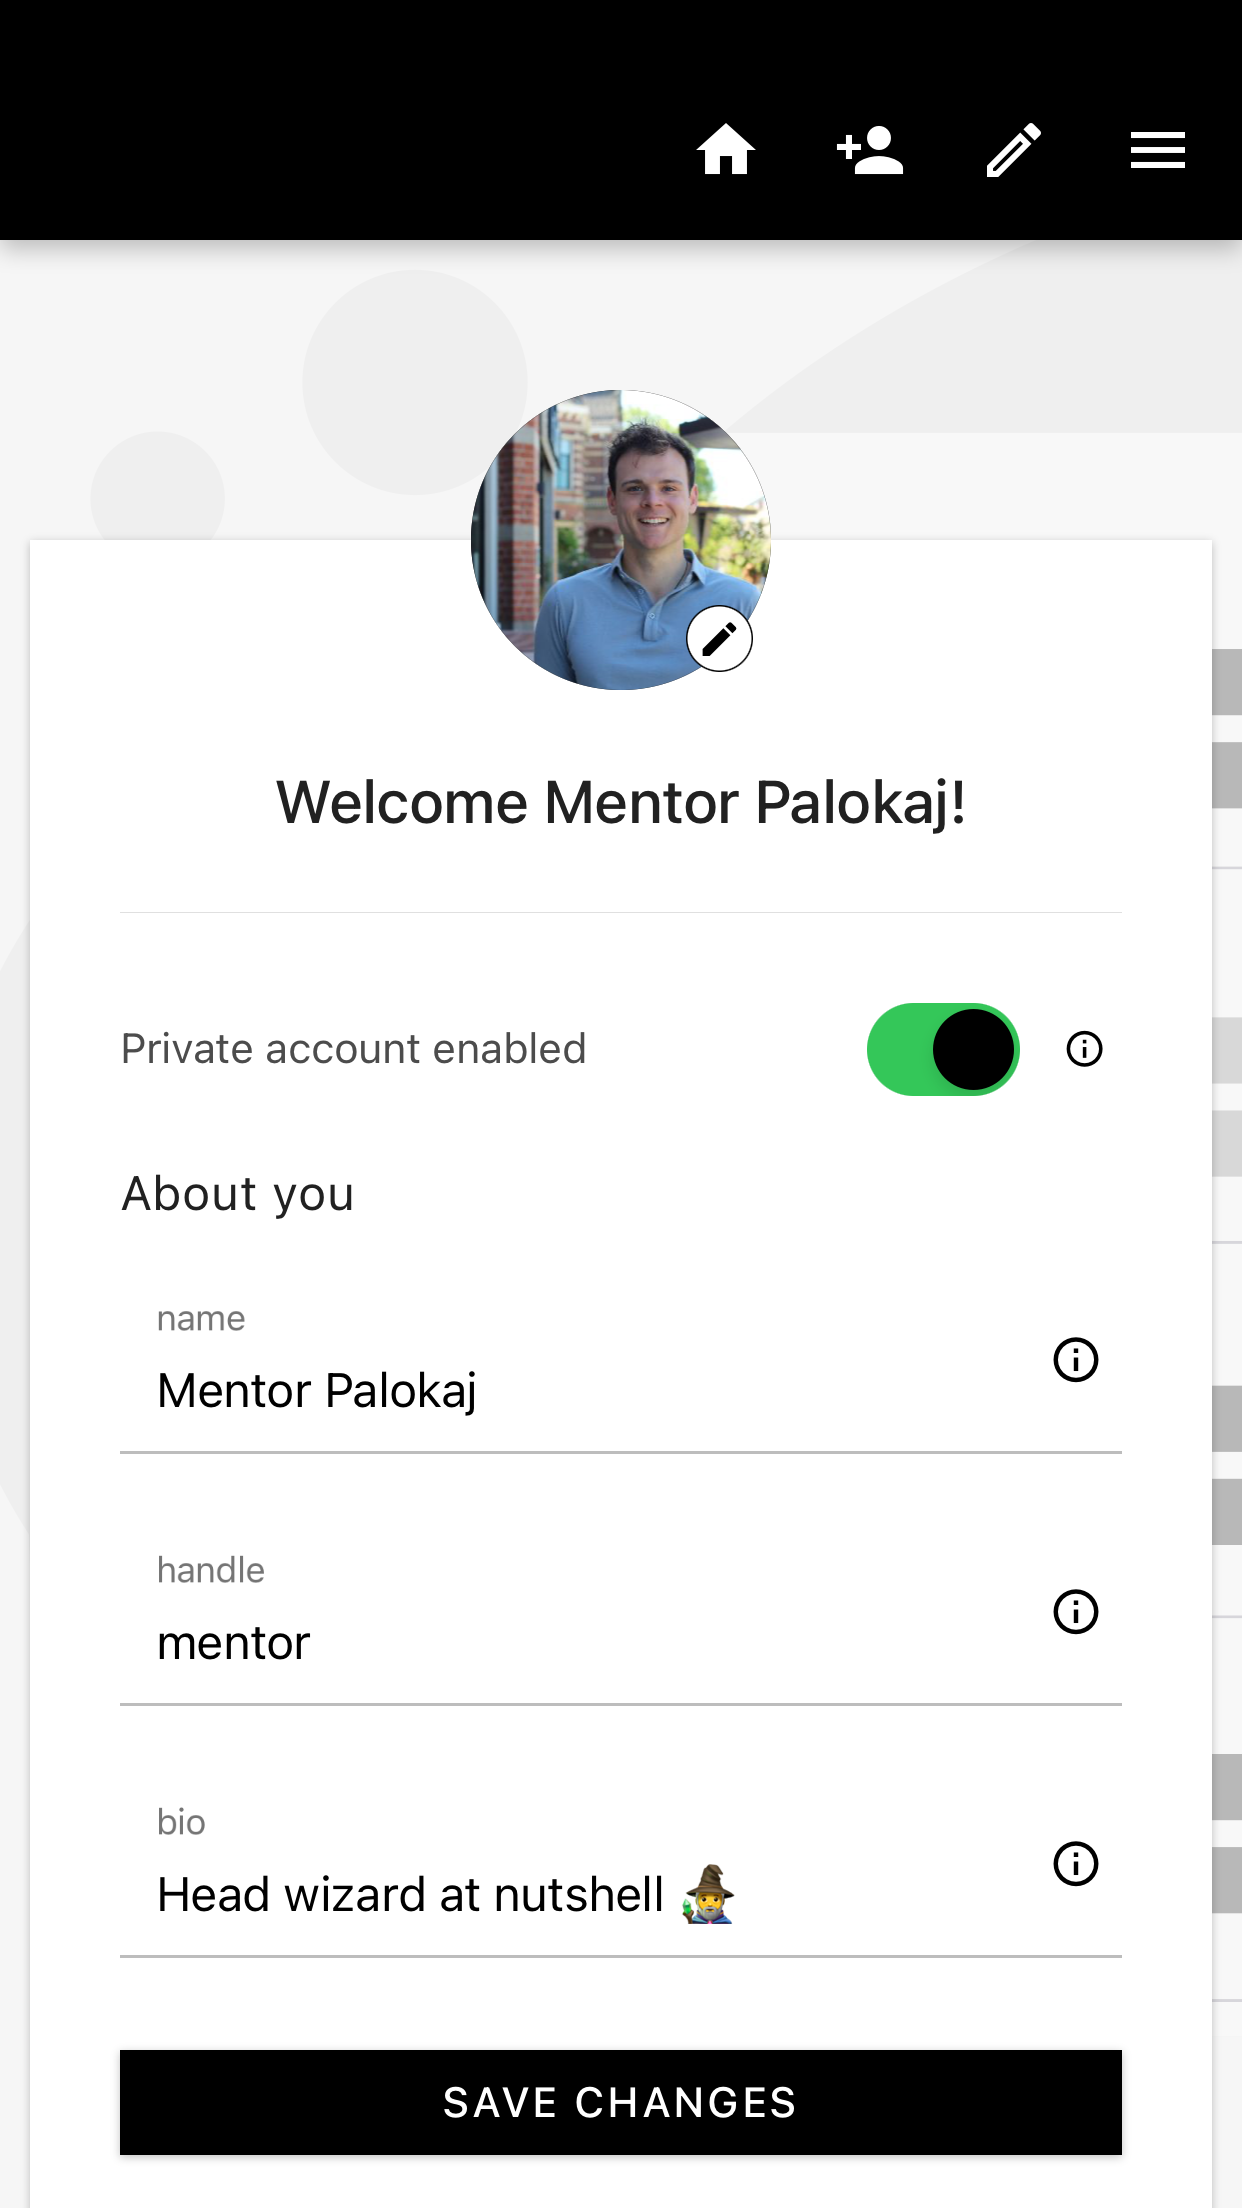 Welcome Mentor Palokaj!
Private account enabled
About you
name
Mentor Palokaj
handle
mentor
bio
Head wizard at nutshell 🧙‍♂️
SAVE CHANGES